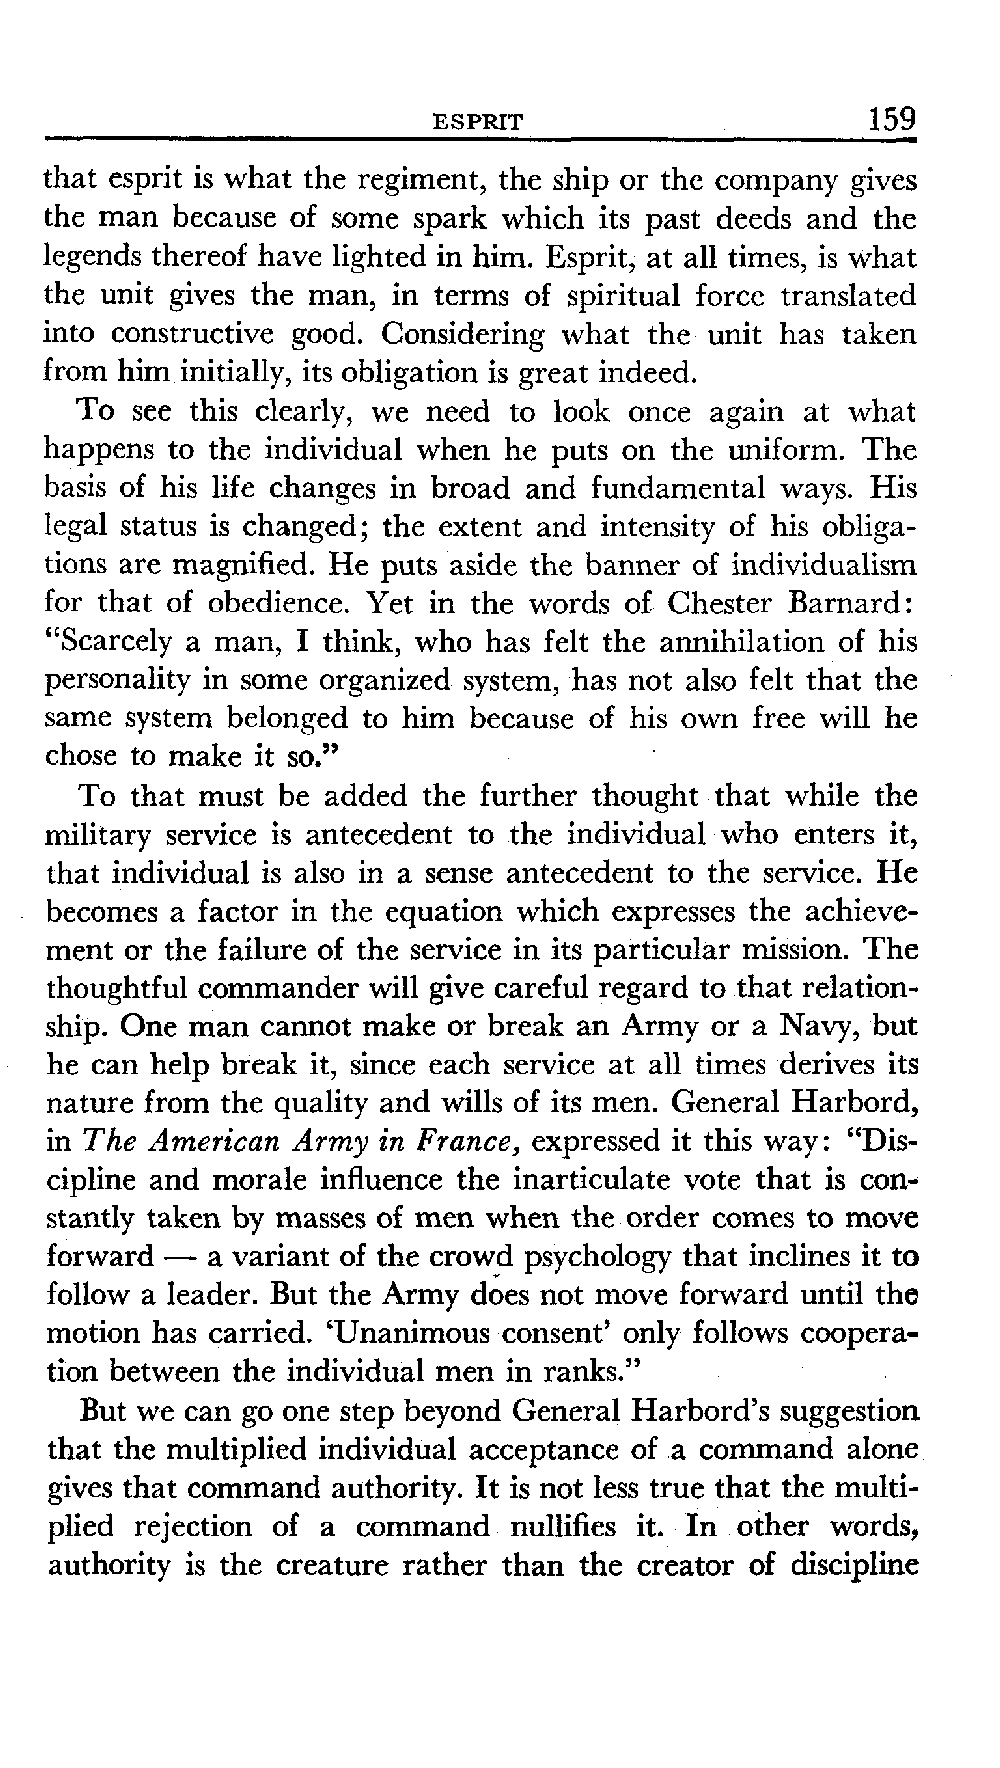 ESPRIT 159
that esprit is what the regiment, the ship or the company gives
the man because of some spark which its past deeds and the
legends thereof have lighted in him. Esprit, at all times, is what
the unit gives the man, in terms of spiritual force translated
into constructive good. Considering what the unit has taken
from him initially, its obligation is great indeed.
To see this clearly, we need to look once again at what
happens to the individual when he puts on the uniform. The
basis of his life changes in broad and fundamental ways. His
legal status is changed; the extent and intensity of his obliga-
tions are magnified. He puts aside the banner of individualism
for that of obedience. Yet in the words of Chester Barnard:
“Scarcely a man, I think, who has felt the annihilation of his
personality in some organized system, has not also felt that the
same system belonged to him because of his own free will he
chose to make it so.”
To that must be added the further thought that while the
military service is antecedent to the individual who enters it,
that individual is also in a sense antecedent to the service. He
becomes a factor in the equation which expresses the achieve-
ment or the failure of the service in its particular mission. The
thoughtful commander will give careful regard to that relation-
ship. One man cannot make or break an Army or a Navy, but
he can help break it, since each service at all times derives its
nature from the quality and wills of its men. General Harbord,
in The American Army in France, expressed it this way: “Dis-
cipline and morale influence the inarticulate vote that is con-
stantly taken by masses of men when the order comes to move
forward — a variant of the crowd psychology that inclines it to
follow a leader. But the Army does not move forward until the
motion has carried. ‘Unanimous consent’ only follows coopera-
tion between the individual men in ranks.”
But we can go one step beyond General Harbord’s suggestion
that the multiplied individual acceptance of a command alone
gives that command authority. It is not less true that the multi-
plied rejection of a command nullifies it. In other words,
authority is the creature rather than the creator of discipline